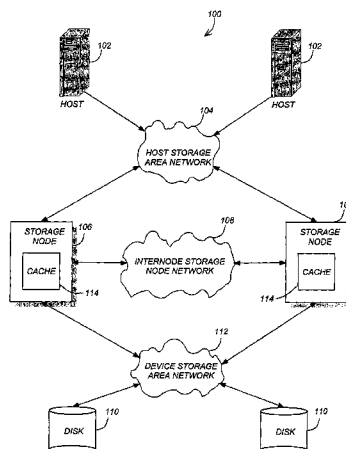 100
102
102
HOST
HOST
104
HOST STORAGE
AREA NETWORK
106
108
10
STORAGE
NODE
CACHE
114
INTERNODE STORAGE
NODE NETWORK
STORAGE
NODE
CACHE
114
112
DEVICE STORAGE
AREA NETWORK
110
110
DISK
DISK